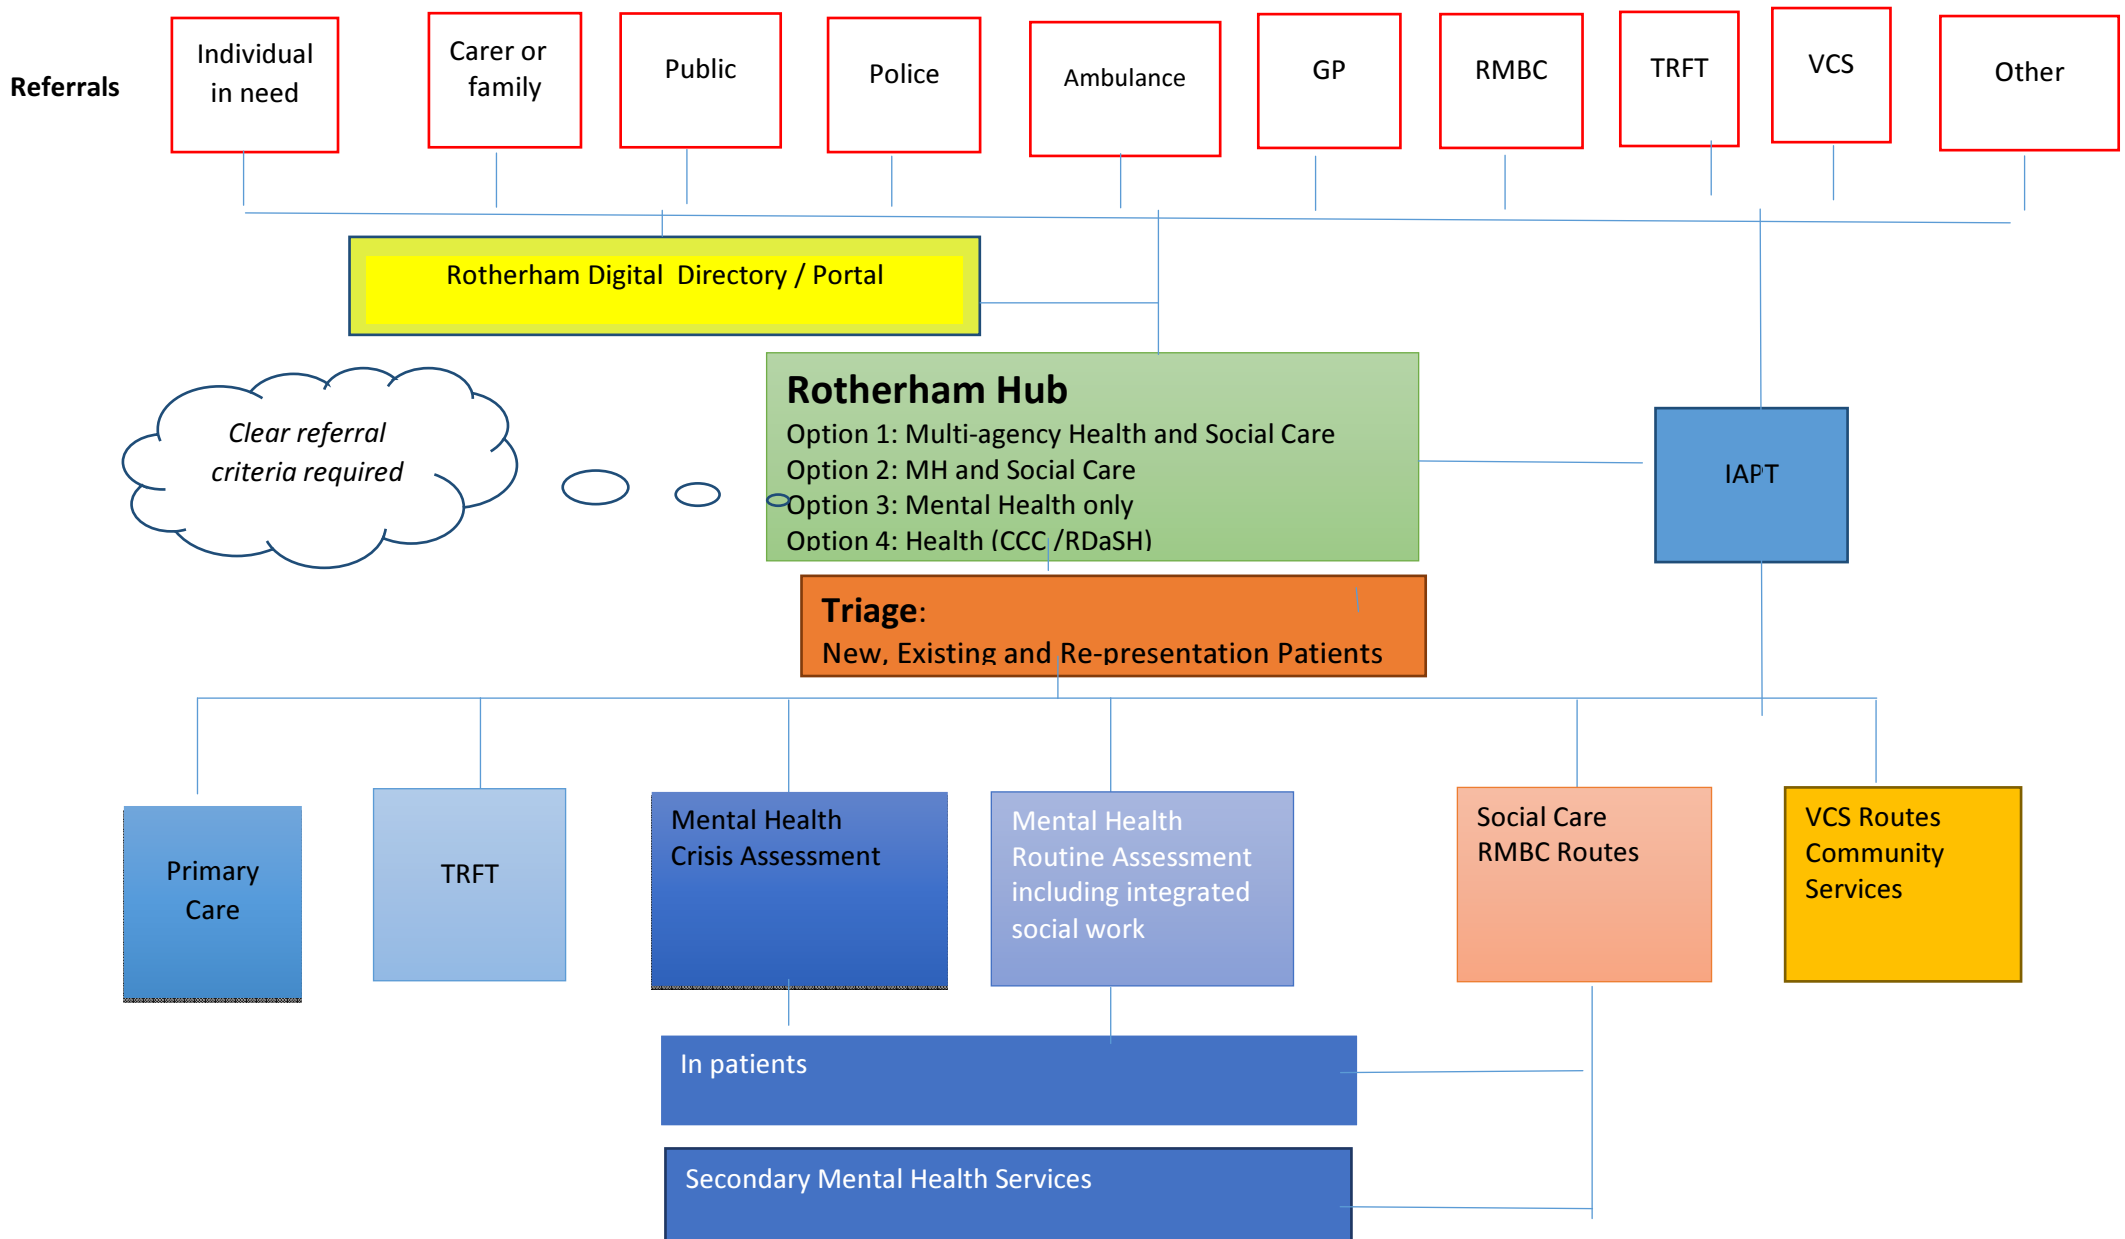 Referrals
Individual
in need
Carer or
family
Public
Police
Ambulance
GP
RMBC
TRFT
VCS
Other
Rotherham Digital  Directory / Portal
Clear referral
criteria required
Rotherham Hub
Option 1: Multi-agency Health and Social Care
Option 2: MH and Social Care
Option 3: Mental Health only
Option 4: Health (CCC /RDaSH)
IAPT
Triage:
New, Existing and Re-presentation Patients
Primary
Care
TRFT
Mental Health
Crisis Assessment
Mental Health
Routine Assessment
including integrated
social work
Social Care
RMBC Routes
VCS Routes
Community
Services
In patients
Secondary Mental Health Services